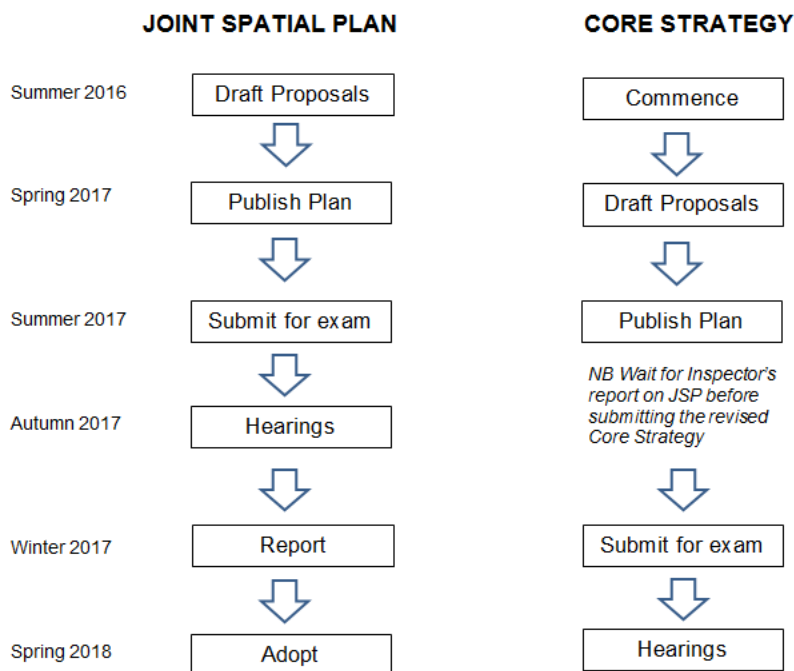 JOINT SPATIAL PLAN CORE STRATEGY
Summer 2016 Draft Proposals Commence
Spring 2017 Publish Plan Draft Proposals
Summer 2017 Submit for exam Publish Plan
NB Wait for Inspector's
report on JSP before
submitting the revised
Core Strategy
Autumn 2017 Hearings
Winter 2017 Report Submit for exam
Spring 2018 Adopt Hearings